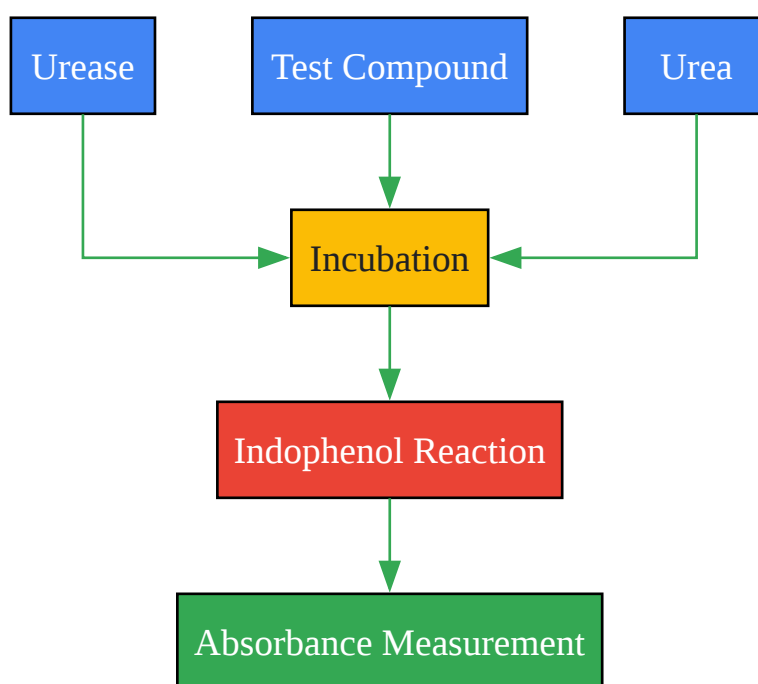 Urease
Test Compound
Urea
Incubation
Indophenol Reaction
Absorbance Measurement